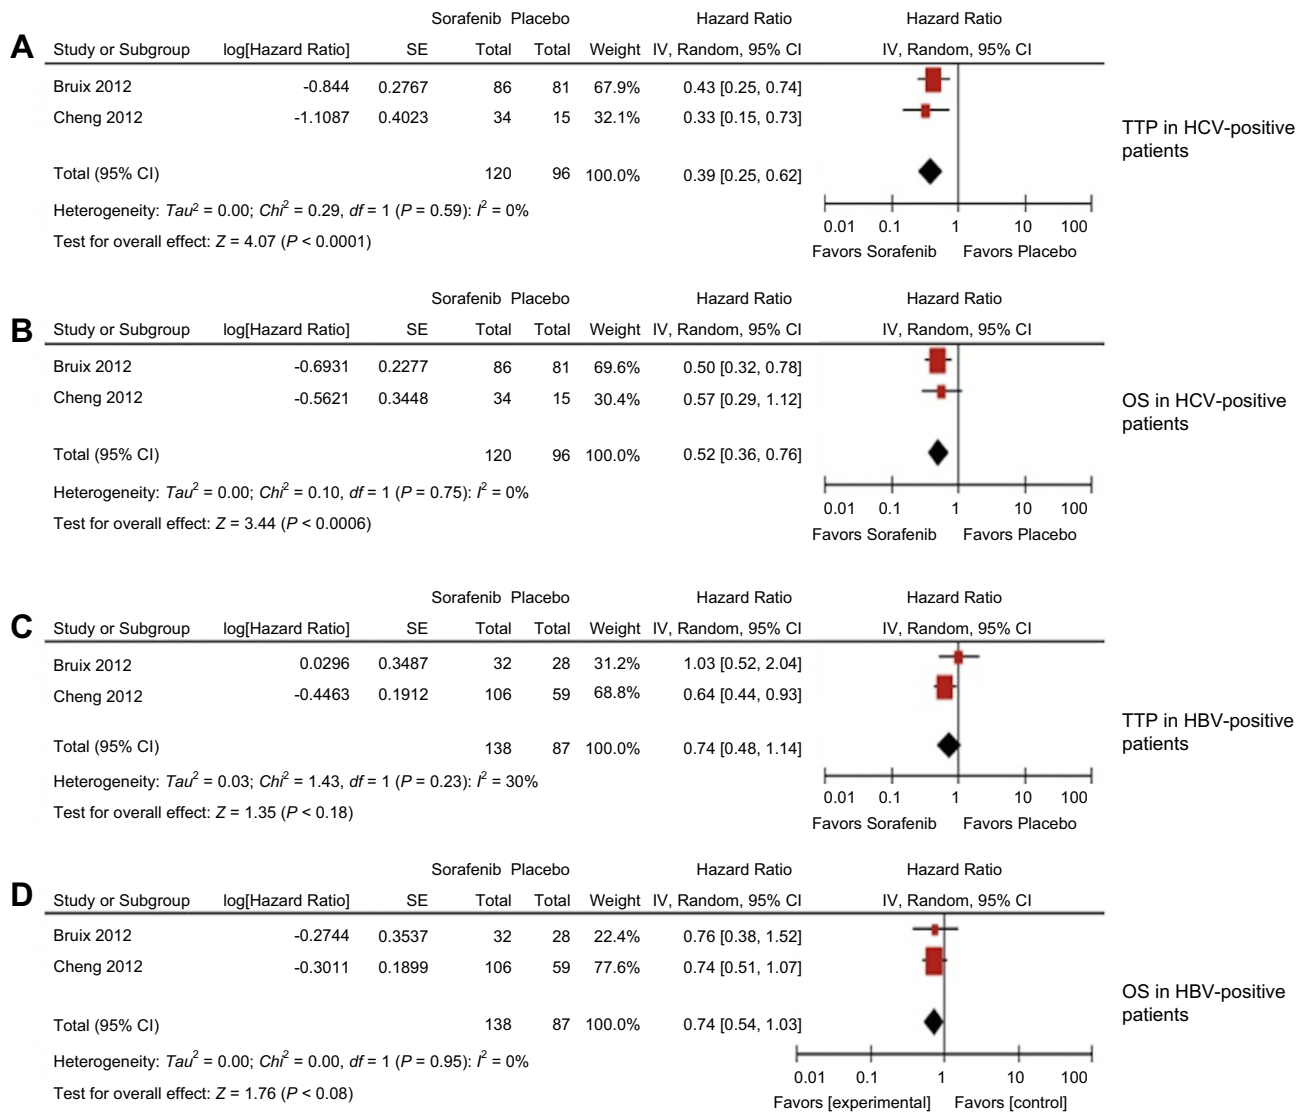 Sorafenib Placebo Hazard Ratio Hazard Ratio
A Study or Subgroup log[Hazard Ratio] SE Total Total Weight IV, Random, 95% CI IV, Random, 95% CI
Bruix 2012 -0.844 0.2767 86 81 67.9% 0.43 [0.25, 0.74]
Cheng 2012 -1.1087 0.4023 34 15 32.1% 0.33 [0.15, 0.73]
TTP in HCV-positive
patients
Total (95% CI) 120 96 100.0% 0.39 [0.25, 0.62]
Heterogeneity: Tau² = 0.00; Chi² = 0.29, df = 1 (P = 0.59): I² = 0%
0.01 0.1 1 10 100
Test for overall effect: Z = 4.07 (P < 0.0001)
Favors Sorafenib Favors Placebo
Sorafenib Placebo Hazard Ratio Hazard Ratio
B Study or Subgroup log[Hazard Ratio] SE Total Total Weight IV, Random, 95% CI IV, Random, 95% CI
Bruix 2012 -0.6931 0.2277 86 81 69.6% 0.50 [0.32, 0.78]
Cheng 2012 -0.5621 0.3448 34 15 30.4% 0.57 [0.29, 1.12]
OS in HCV-positive
patients
Total (95% CI) 120 96 100.0% 0.52 [0.36, 0.76]
Heterogeneity: Tau² = 0.00; Chi² = 0.10, df = 1 (P = 0.75): I² = 0%
0.01 0.1 1 10 100
Test for overall effect: Z = 3.44 (P < 0.0006)
Favors Sorafenib Favors Placebo
Sorafenib Placebo Hazard Ratio Hazard Ratio
C Study or Subgroup log[Hazard Ratio] SE Total Total Weight IV, Random, 95% CI IV, Random, 95% CI
Bruix 2012 0.0296 0.3487 32 28 31.2% 1.03 [0.52, 2.04]
Cheng 2012 -0.4463 0.1912 106 59 68.8% 0.64 [0.44, 0.93]
TTP in HBV-positive
patients
Total (95% CI) 138 87 100.0% 0.74 [0.48, 1.14]
Heterogeneity: Tau² = 0.03; Chi² = 1.43, df = 1 (P = 0.23): I² = 30%
0.01 0.1 1 10 100
Test for overall effect: Z = 1.35 (P < 0.18)
Favors Sorafenib Favors Placebo
Sorafenib Placebo Hazard Ratio Hazard Ratio
D Study or Subgroup log[Hazard Ratio] SE Total Total Weight IV, Random, 95% CI IV, Random, 95% CI
Bruix 2012 -0.2744 0.3537 32 28 22.4% 0.76 [0.38, 1.52]
Cheng 2012 -0.3011 0.1899 106 59 77.6% 0.74 [0.51, 1.07]
OS in HBV-positive
patients
Total (95% CI) 138 87 100.0% 0.74 [0.54, 1.03]
Heterogeneity: Tau² = 0.00; Chi² = 0.00, df = 1 (P = 0.95): I² = 0%
0.01 0.1 1 10 100
Test for overall effect: Z = 1.76 (P < 0.08)
Favors [experimental] Favors [control]